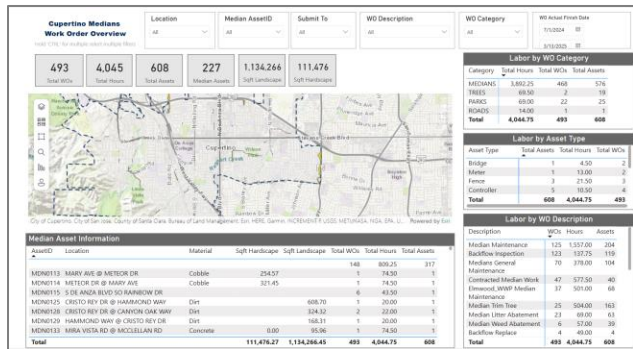 Cupertino Medians
Work Order Overview
Hold CTRL for multiple select multiple filters
Location
All
Median AssetID
All
Submit To
All
WO Description
All
WO Category
All
WO Actual Finish Date
7/1/2024
3/13/2025
493
Total WOs
4,045
Total Hours
608
Total Assets
227
Median Assets
1,134,266
Sqft Landscape
111,476
Sqft Hardscape
Cupertino
Powered by Esri
Labor by WO Category
Category Total Hours Total WOs Total Assets
MEDIANS 3,892.25 468 576
TREES 69.50 2 19
PARKS 69.00 22 25
ROADS 14.00 1 1
Total 4,044.75 493 608
Labor by Asset Type
Asset Type Total Assets Total Hours Total WOs
Bridge 1 4.50 2
Meter 1 13.00 2
Fence 3 21.50 3
Controller 5 10.50 4
Total 608 4,044.75 493
Labor by WO Description
Description WOs Hours Assets
Median Maintenance 125 1,557.00 204
Backflow Inspection 123 137.75 119
Medians General Maintenance 70 378.00 104
Contracted Median Work 47 577.50 40
Elmwood_WWP Median Maintenance 37 501.00 68
Median Trim Tree 25 504.00 163
Median Litter Abatement 23 69.00 63
Median Weed Abatement 6 57.00 39
Backflow Replace 4 49.00 4
Total 493 4,044.75 608
Median Asset Information
AssetID Location Material Sqft Hardscape Sqft Landscape Total WOs Total Hours Total Assets
148 809.25 317
MDN0113 MARY AVE @ METEOR DR Cobble 254.57 1 74.50 1
MDN0114 METEOR DR @ MARY AVE Cobble 321.45 1 74.50 1
MDN0115 S DE ANZA BLVD SO RAINBOW DR 6 43.50 1
MDN0125 CRISTO REY DR @ HAMMOND WAY Dirt 608.70 1 20.00 1
MDN0128 CRISTO REY DR @ CANYON OAK WAY Dirt 324.32 2 22.00 1
MDN0129 HAMMOND WAY @ CRISTO REY DR Dirt 168.31 1 20.00 1
MDN0133 MIRA VISTA RD @ MCCLELLAN RD Concrete 0.00 95.96 1 74.50 1
Total 111,476.27 1,134,266.45 493 4,044.75 608